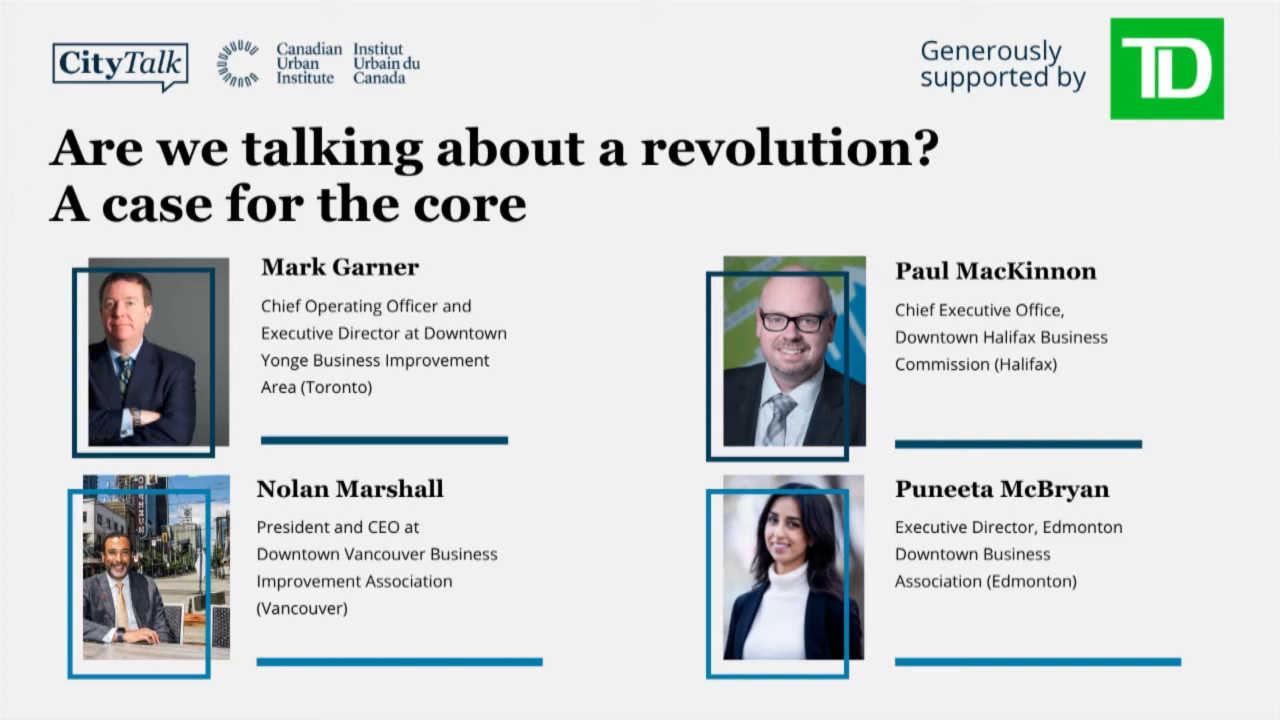 CityTalk
Canadian
Urban
Institute
Institut
Urbain du
Canada
Generously
supported by
TD
Are we talking about a revolution?
A case for the core
Mark Garner
Chief Operating Officer and
Executive Director at Downtown
Yonge Business Improvement
Area (Toronto)
Paul MacKinnon
Chief Executive Office,
Downtown Halifax Business
Commission (Halifax)
Nolan Marshall
President and CEO at
Downtown Vancouver Business
Improvement Association
(Vancouver)
Puneeta McBryan
Executive Director, Edmonton
Downtown Business
Association (Edmonton)